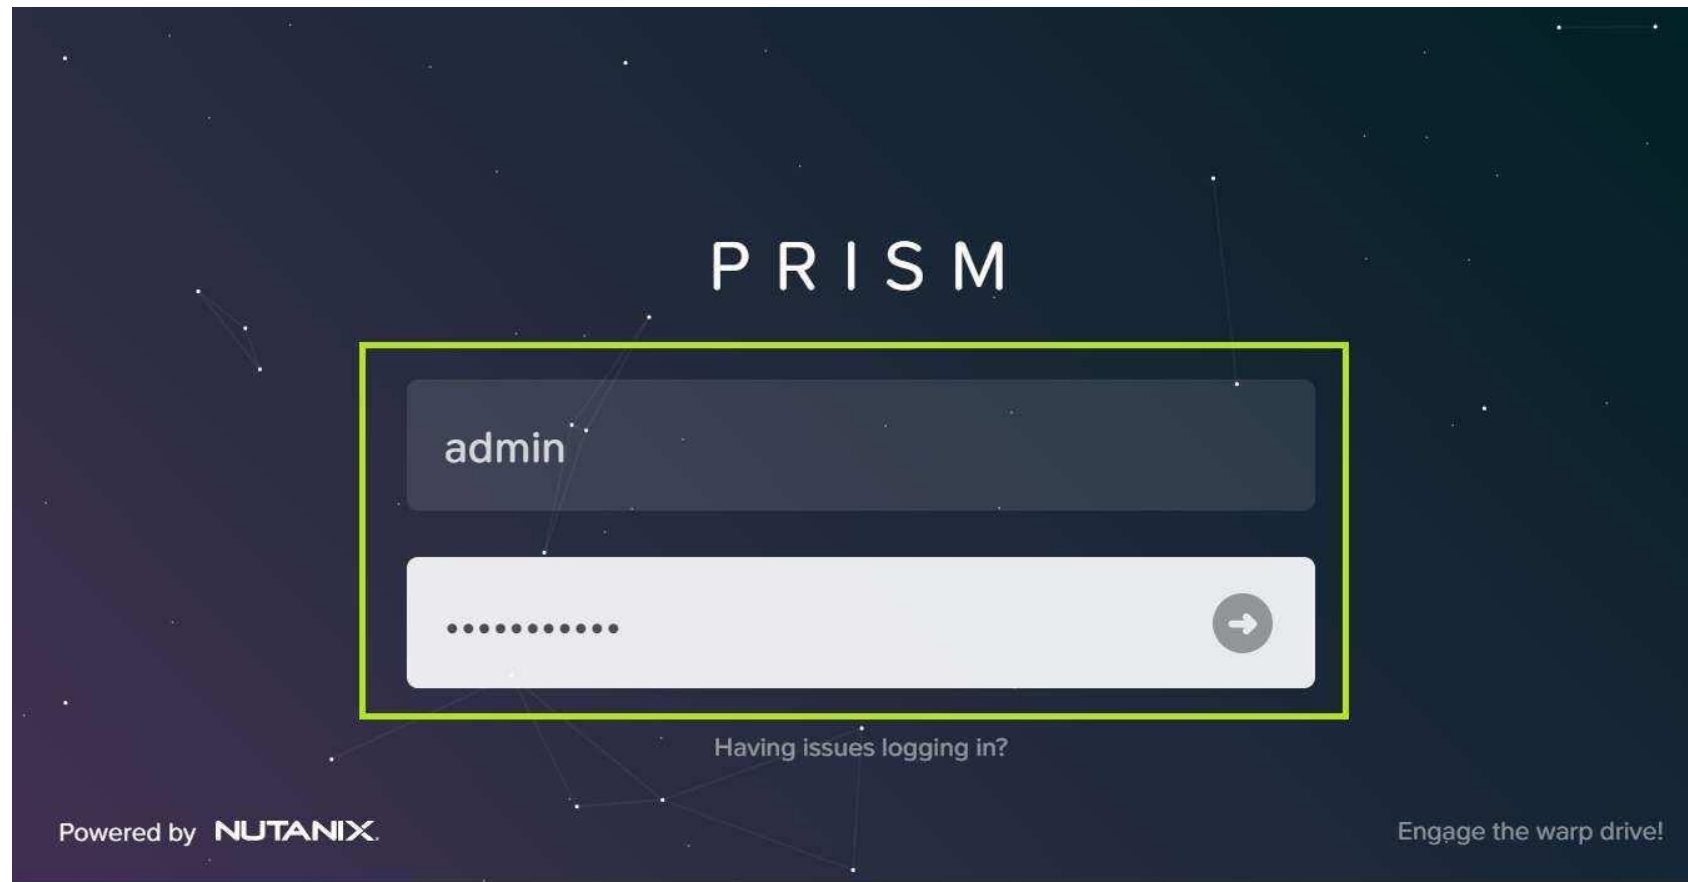 PRISM
admin
•••••••••••
Having issues logging in?
Powered by NUTANIX.
Engage the warp drive!